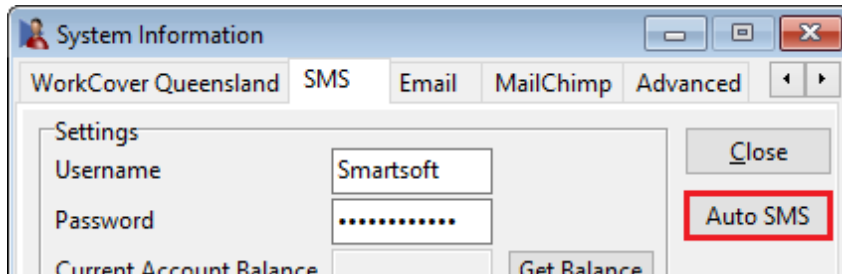 System Information
WorkCover Queensland SMS Email MailChimp Advanced
Settings
Close
Username Smartsoft
Password ••••••••••••
Auto SMS
Current Account Balance Get Balance